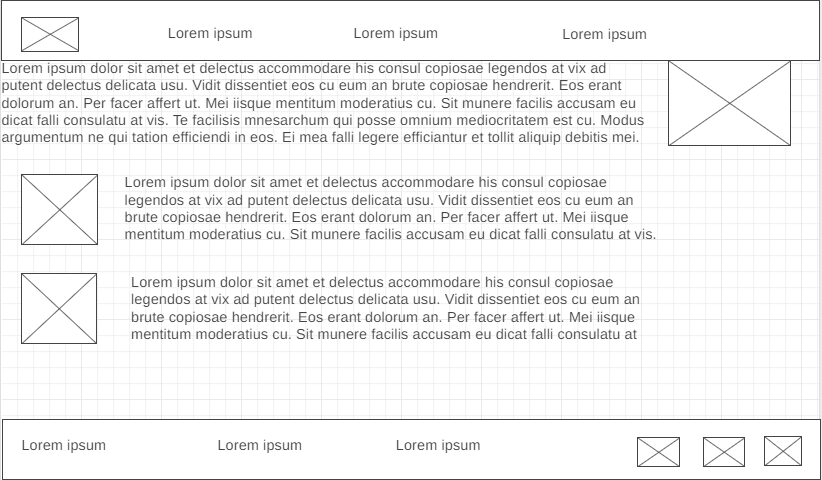 Lorem ipsum
Lorem ipsum
Lorem ipsum
Lorem ipsum dolor sit amet et delectus accommodare his consul copiosae legendos at vix ad
putent delectus delicata usu. Vidit dissentiet eos cu eum an brute copiosae hendrerit. Eos erant
dolorum an. Per facer affert ut. Mei iisque mentitum moderatius cu. Sit munere facilis accusam eu
dicat falli consulatu at vis. Te facilisis mnesarchum qui posse omnium mediocritatem est cu. Modus
argumentum ne qui tation efficiendi in eos. Ei mea falli legere efficiantur et tollit aliquip debitis mei.
Lorem ipsum dolor sit amet et delectus accommodare his consul copiosae
legendos at vix ad putent delectus delicata usu. Vidit dissentiet eos cu eum an
brute copiosae hendrerit. Eos erant dolorum an. Per facer affert ut. Mei iisque
mentitum moderatius cu. Sit munere facilis accusam eu dicat falli consulatu at vis.
Lorem ipsum dolor sit amet et delectus accommodare his consul copiosae
legendos at vix ad putent delectus delicata usu. Vidit dissentiet eos cu eum an
brute copiosae hendrerit. Eos erant dolorum an. Per facer affert ut. Mei iisque
mentitum moderatius cu. Sit munere facilis accusam eu dicat falli consulatu at
Lorem ipsum
Lorem ipsum
Lorem ipsum